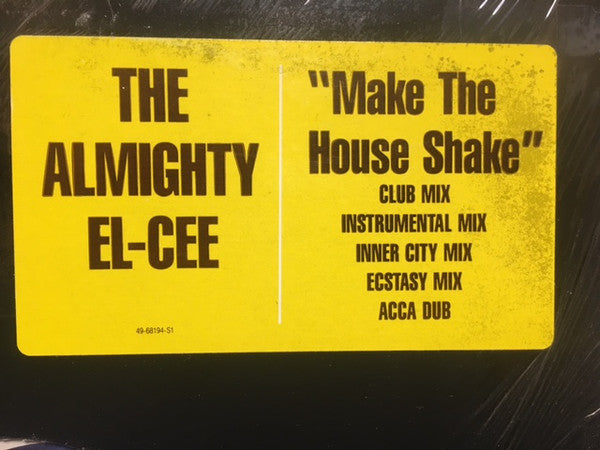 THE
ALMIGHTY
EL-CEE
49-68194-S1
"Make The
House Shake"
CLUB MIX
INSTRUMENTAL MIX
INNER CITY MIX
ECSTASY MIX
ACCA DUB